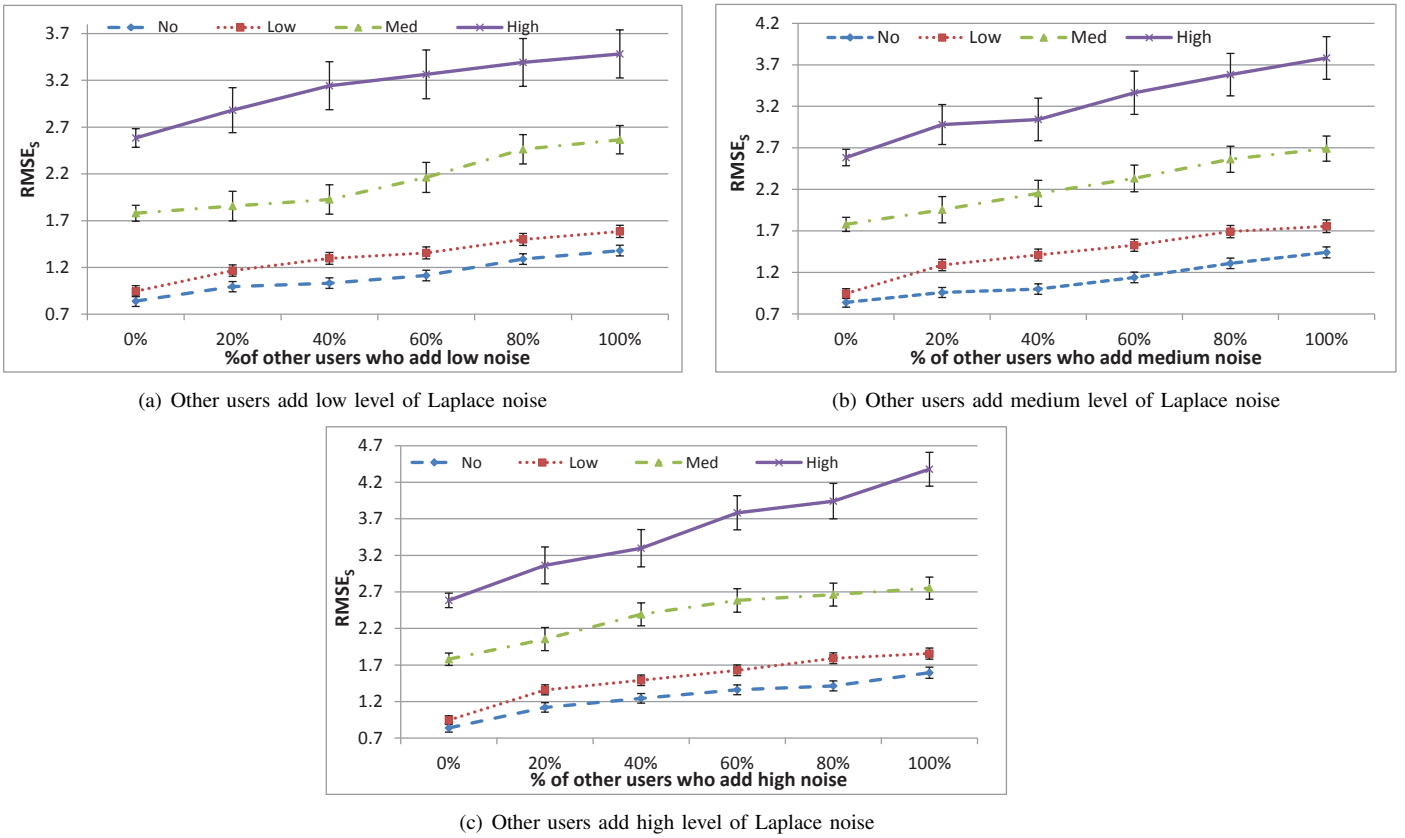 No Low Med High
3.7
3.2
2.7
2.2
1.7
1.2
0.7
RMSES
0% 20% 40% 60% 80% 100%
%of other users who add low noise
(a) Other users add low level of Laplace noise
No Low Med High
4.2
3.7
3.2
2.7
2.2
1.7
1.2
0.7
RMSES
0% 20% 40% 60% 80% 100%
% of other users who add medium noise
(b) Other users add medium level of Laplace noise
No Low Med High
4.7
4.2
3.7
3.2
2.7
2.2
1.7
1.2
0.7
RMSES
0% 20% 40% 60% 80% 100%
% of other users who add high noise
(c) Other users add high level of Laplace noise